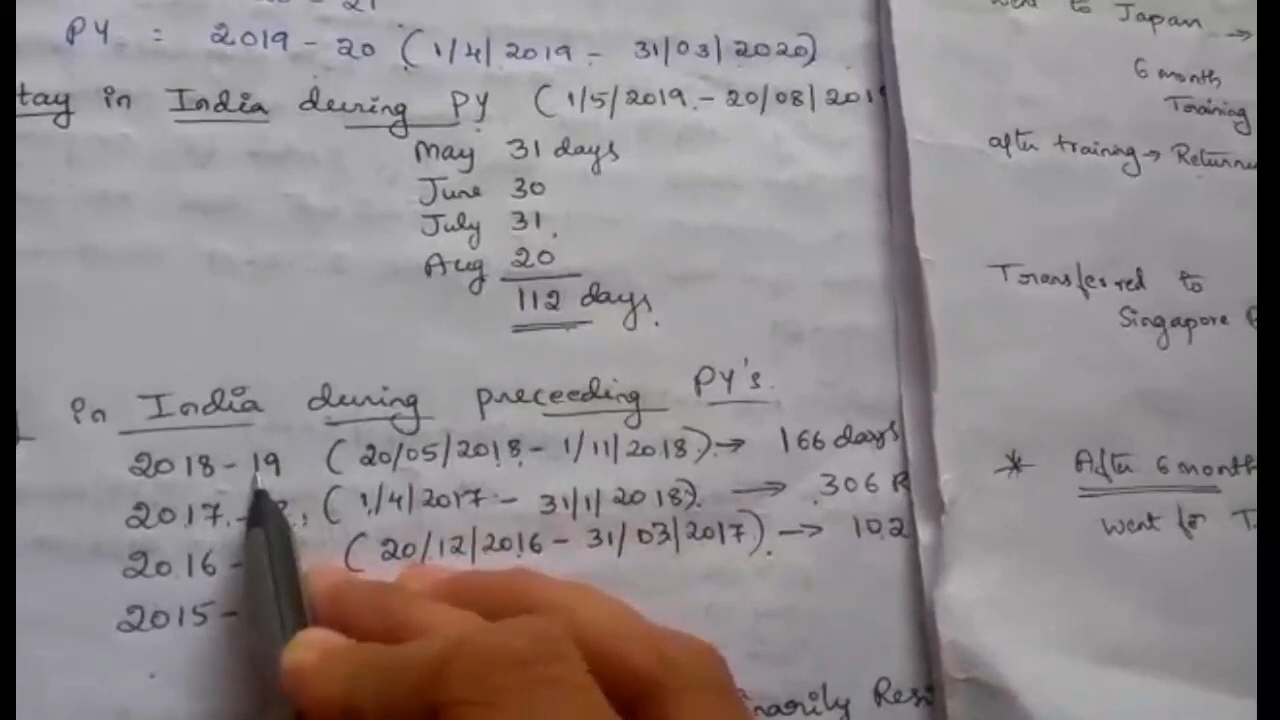 - 21
PY : 2019 - 20 (1/4/2019 - 31/03/2020)
tay in India during PY (1/5/2019 - 20/08/201
May 31 days
June 30
July 31
Aug 20
112 days.
in India during preceeding PY's.
2018 - 19 (20/05/2018 - 1/11/2018) → 166 days
2017 - (1/4/2017 - 31/1/2018). → 306 R
2016 - (20/12/2016 - 31/03/2017). → 102
2015 -
narily Resi
to Japan →
6 month
Training
after training → Returne
Transferred to
Singapore
* After 6 month
went for T